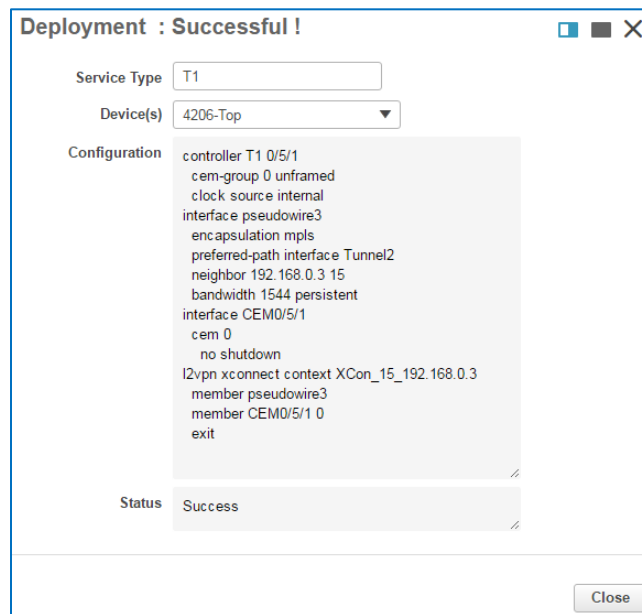 Deployment : Successful !
Service Type T1
Device(s) 4206-Top
Configuration
controller T1 0/5/1
cem-group 0 unframed
clock source internal
interface pseudowire3
encapsulation mpls
preferred-path interface Tunnel2
neighbor 192.168.0.3 15
bandwidth 1544 persistent
interface CEM0/5/1
cem 0
no shutdown
l2vpn xconnect context XCon_15_192.168.0.3
member pseudowire3
member CEM0/5/1 0
exit
Status Success
Close